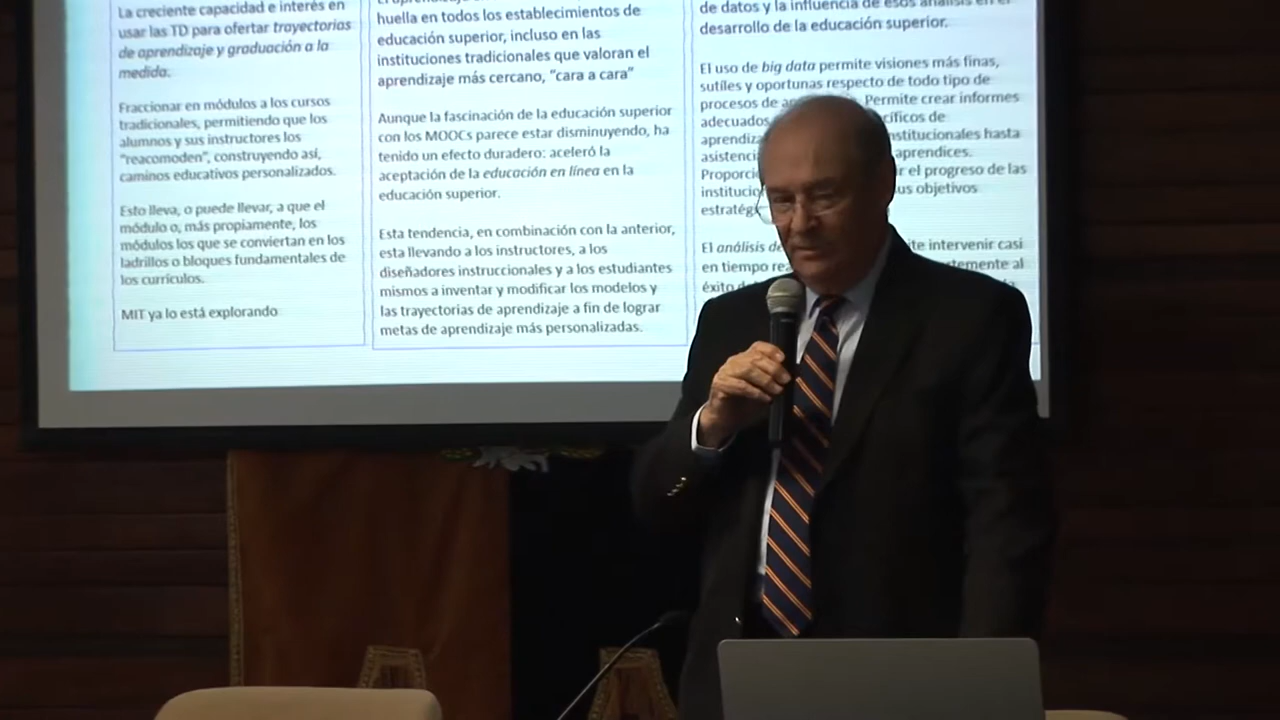 La creciente capacidad e interés en
usar las TD para ofertar trayectorias
de aprendizaje y graduación a la
medida.
Fraccionar en módulos a los cursos
tradicionales, permitiendo que los
alumnos y sus instructores los
"reacomoden", construyendo así,
caminos educativos personalizados.
Esto lleva, o puede llevar, a que el
módulo o, más propiamente, los
módulos los que se conviertan en los
ladrillos o bloques fundamentales de
los currículos.
MIT ya lo está explorando
huella en todos los establecimientos de
educación superior, incluso en las
instituciones tradicionales que valoran el
aprendizaje más cercano, "cara a cara"
Aunque la fascinación de la educación superior
con los MOOCs parece estar disminuyendo, ha
tenido un efecto duradero: aceleró la
aceptación de la educación en línea en la
educación superior.
Esta tendencia, en combinación con la anterior,
esta llevando a los instructores, a los
diseñadores instruccionales y a los estudiantes
mismos a inventar y modificar los modelos y
las trayectorias de aprendizaje a fin de lograr
metas de aprendizaje más personalizadas.
de datos y la influencia de esos análisis en el
desarrollo de la educación superior.
El uso de big data permite visiones más finas,
sutiles y oportunas respecto de todo tipo de
procesos de Permite crear informes
adecuados
hasta
aprendices.
el progreso de las
objetivos
El análisis intervenir casi
en tiempo al
éxito